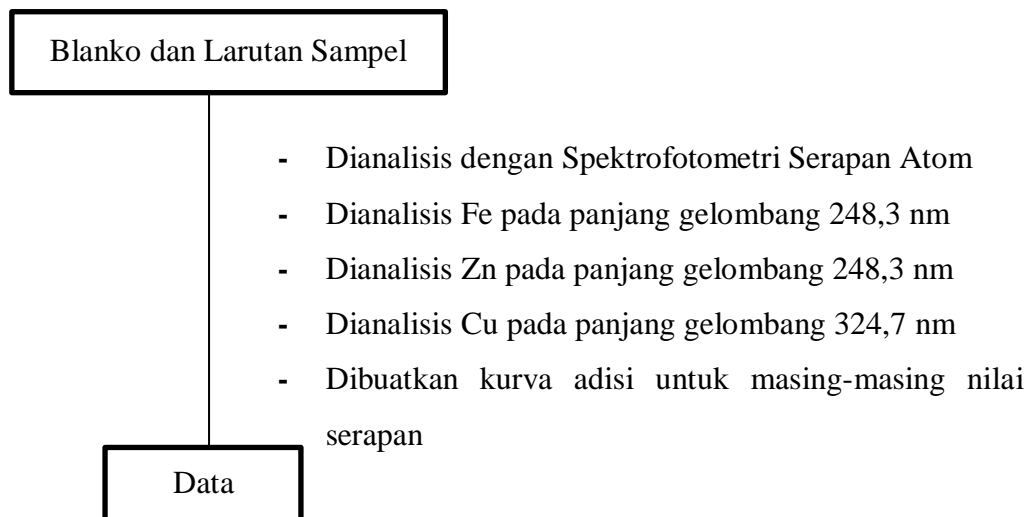 Blanko dan Larutan Sampel
- Dianalisis dengan Spektrofotometri Serapan Atom
- Dianalisis Fe pada panjang gelombang 248,3 nm
- Dianalisis Zn pada panjang gelombang 248,3 nm
- Dianalisis Cu pada panjang gelombang 324,7 nm
- Dibuatkan kurva adisi untuk masing-masing nilai
serapan
Data